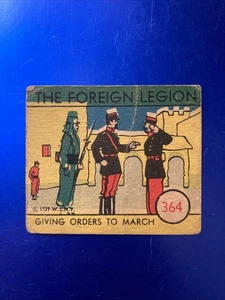 THE FOREIGN LEGION
364
© 1939 W.S. N.Y.
GIVING ORDERS TO MARCH